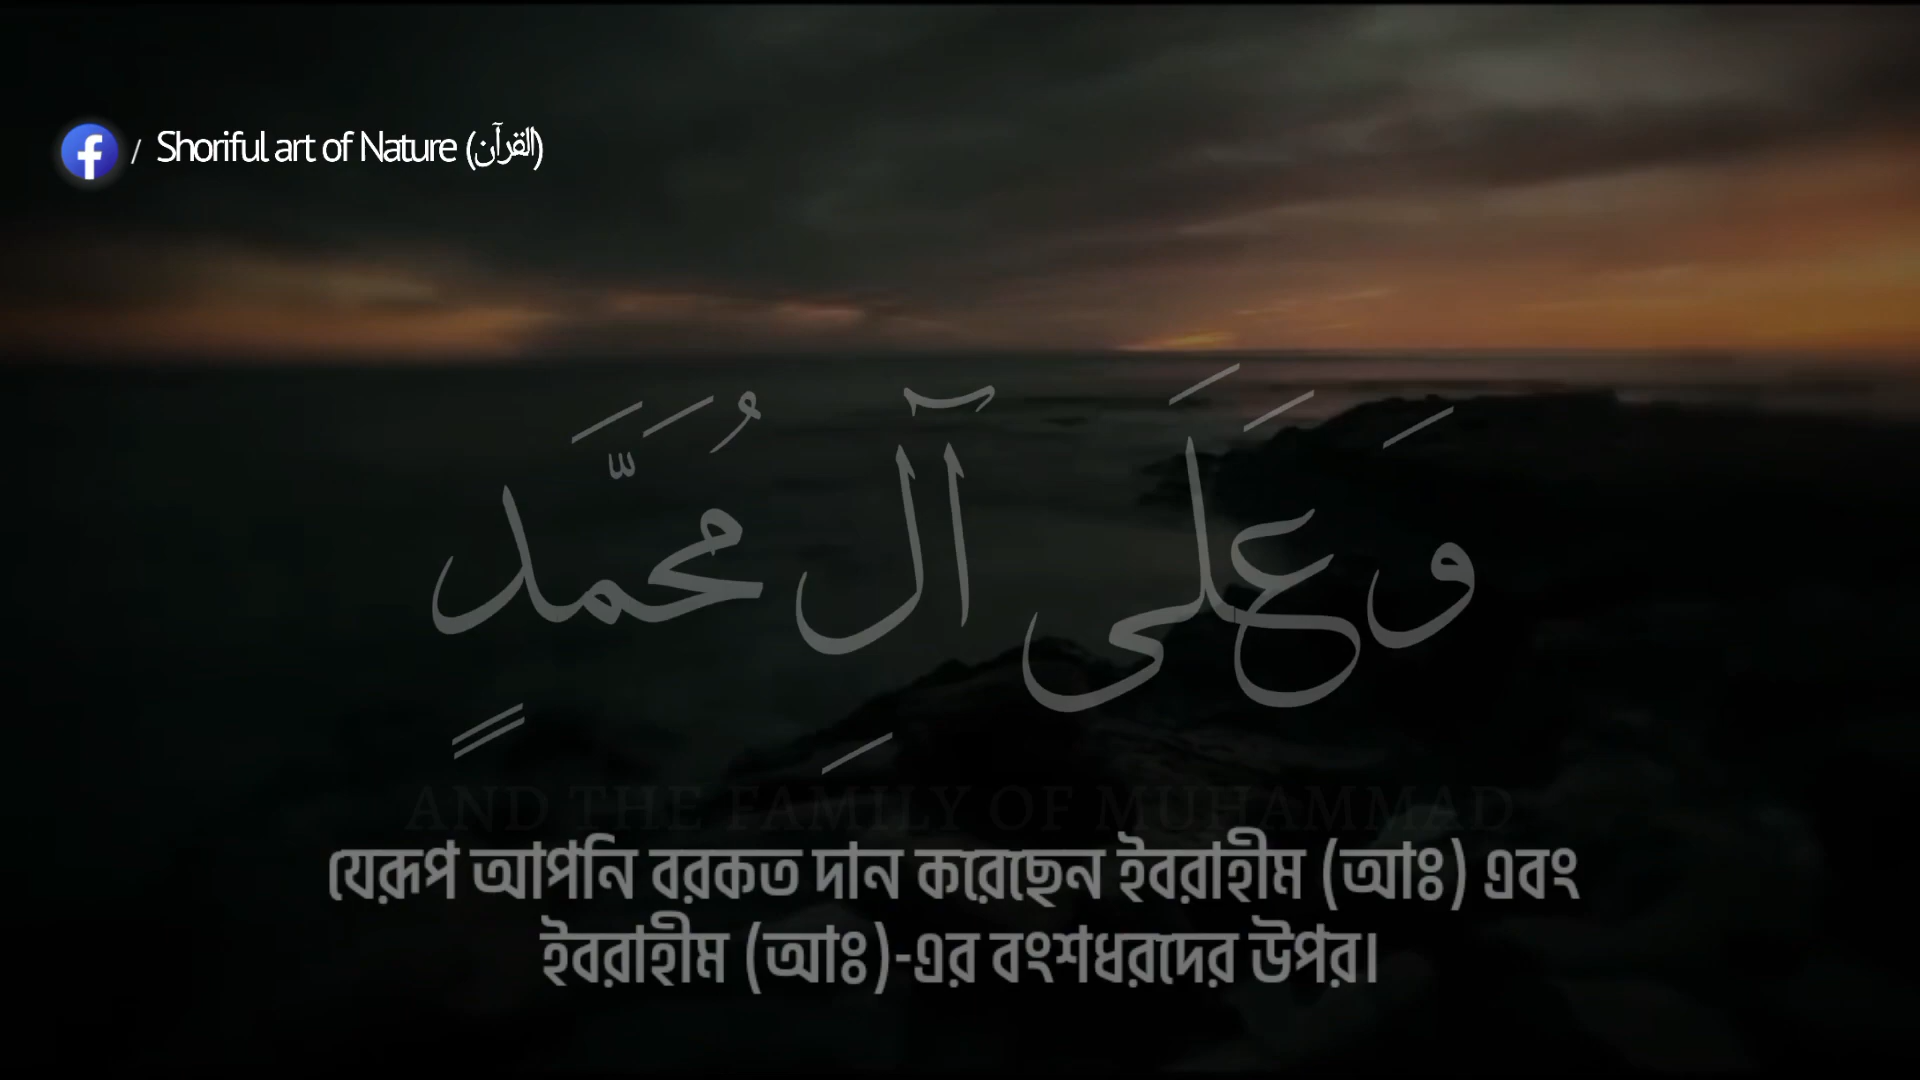 / Shoriful art of Nature (القرآن)
وَعَلَى آلِ مُحَمَّدٍ
AND THE FAMILY OF MUHAMMAD
যেরূপ আপনি বরকত দান করেছেন ইবরাহীম (আঃ) এবং
ইবরাহীম (আঃ)-এর বংশধরদের উপর।